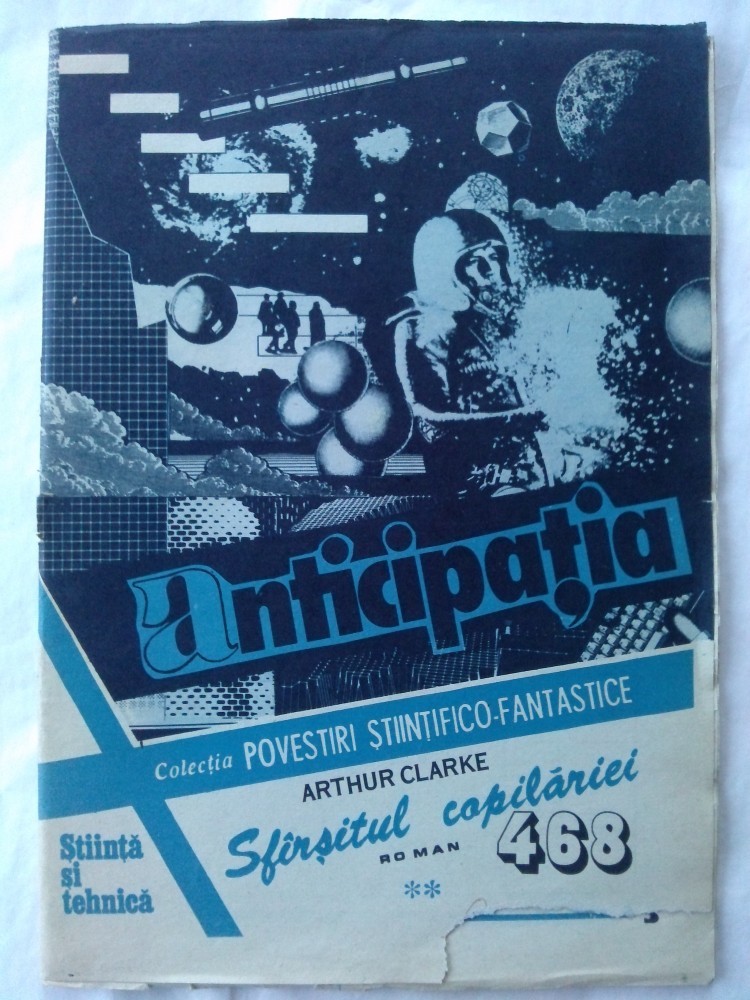 anticipația
Colecția POVESTIRI ȘTIINȚIFICO-FANTASTICE
ARTHUR CLARKE
Sfîrșitul copilăriei
ROMAN
468
**
Știință
și
tehnică